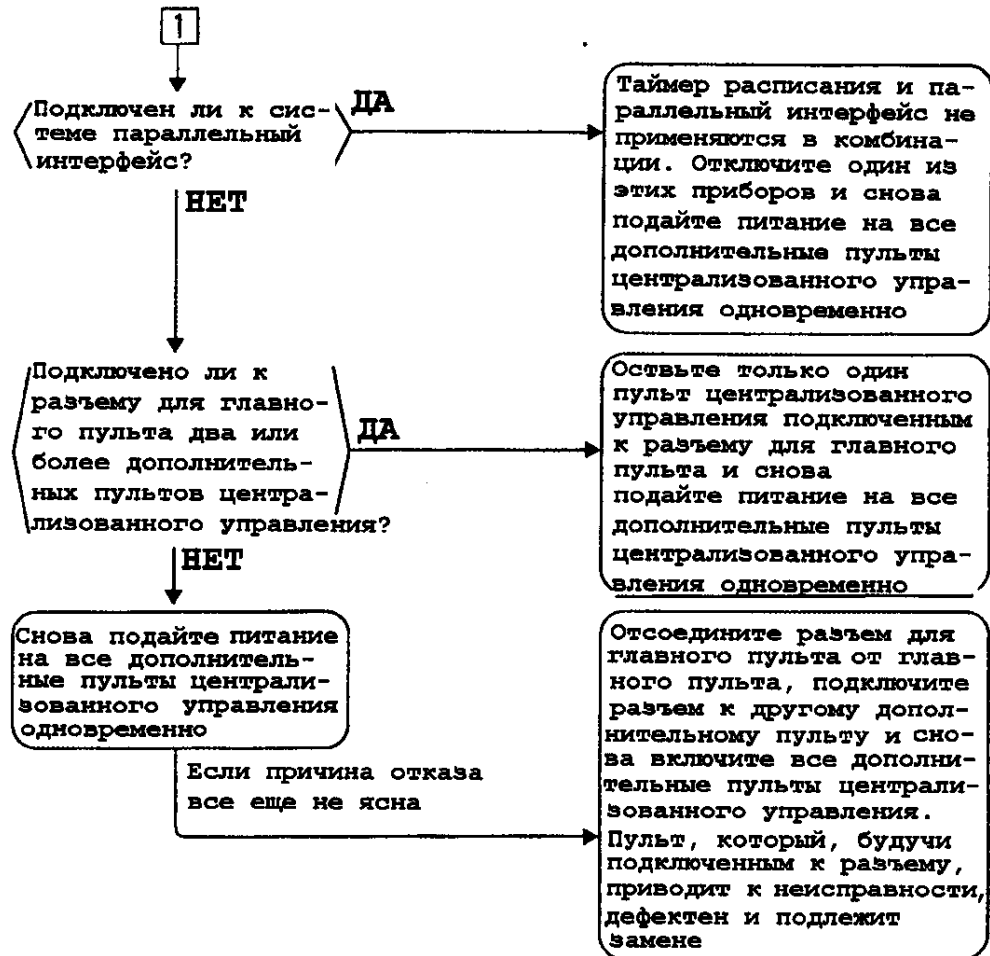 1
Подключен ли к сис-
теме параллельный
интерфейс?
ДА
Таймер расписания и па-
раллельный интерфейс не
применяются в комбина-
ции. Отключите один из
этих приборов и снова
подайте питание на все
дополнительные пульты
централизованного упра-
вления одновременно
НЕТ
Подключено ли к
разъему для главно-
го пульта два или
более дополнитель-
ных пультов центра-
лизованного управления?
ДА
Оствьте только один
пульт централизованного
управления подключенным
к разъему для главного
пульта и снова
подайте питание на все
дополнительные пульты
централизованного упра-
вления одновременно
НЕТ
Снова подайте питание
на все дополнитель-
ные пульты централи-
зованного управления
одновременно
Если причина отказа
все еще не ясна
Отсоедините разъем для
главного пульта от глав-
ного пульта, подключите
разъем к другому допол-
нительному пульту и сно-
ва включите все дополни-
тельные пульты централи-
зованного управления.
Пульт, который, будучи
подключенным к разъему,
приводит к неисправности,
дефектен и подлежит
замене